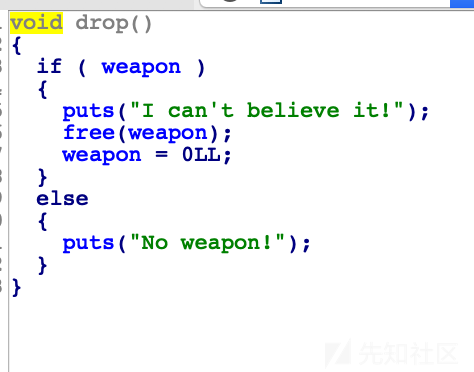 void drop()
{
if ( weapon )
{
puts("I can't believe it!");
free(weapon);
weapon = 0LL;
}
else
{
puts("No weapon!");
}
}
先知社区